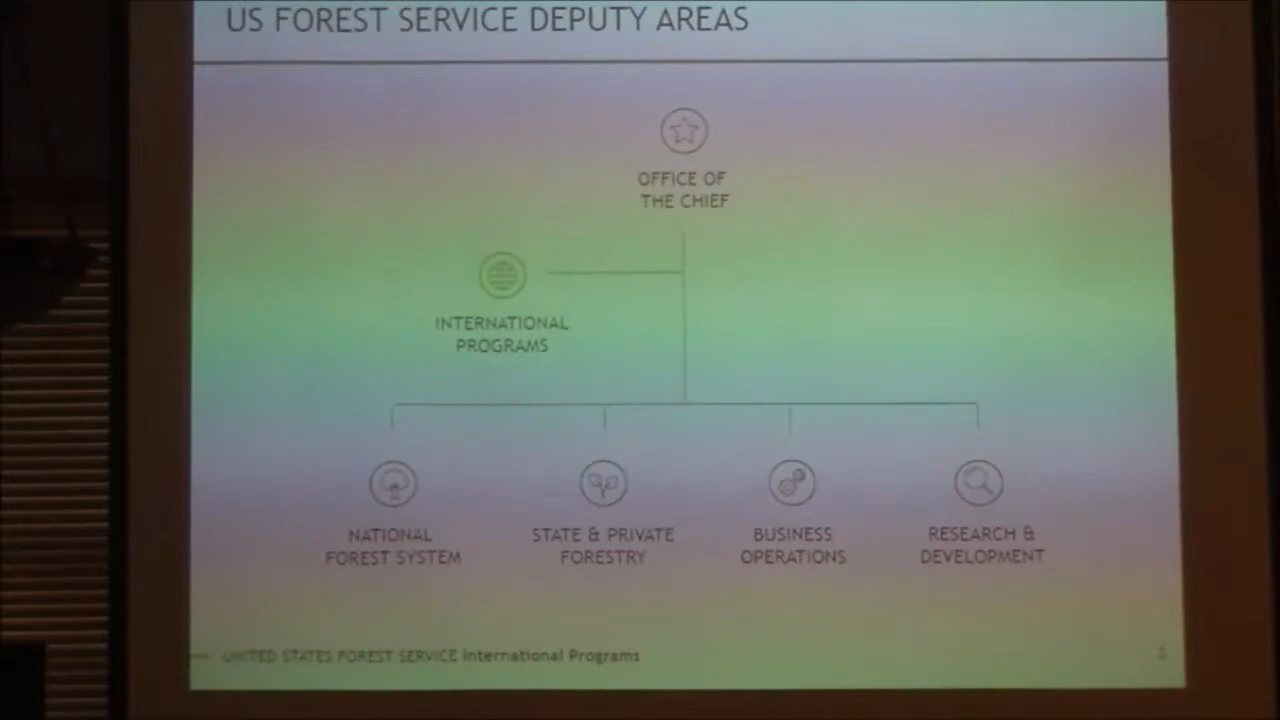 US FOREST SERVICE DEPUTY AREAS
OFFICE OF
THE CHIEF
INTERNATIONAL
PROGRAMS
NATIONAL
FOREST SYSTEM
STATE & PRIVATE
FORESTRY
BUSINESS
OPERATIONS
RESEARCH &
DEVELOPMENT
UNITED STATES FOREST SERVICE International Programs